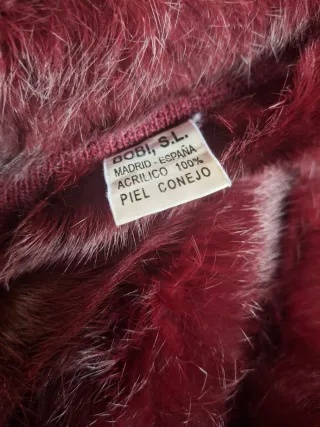 BOBI, S.L.
MADRID - ESPAÑA
ACRILICO 100%
PIEL CONEJO